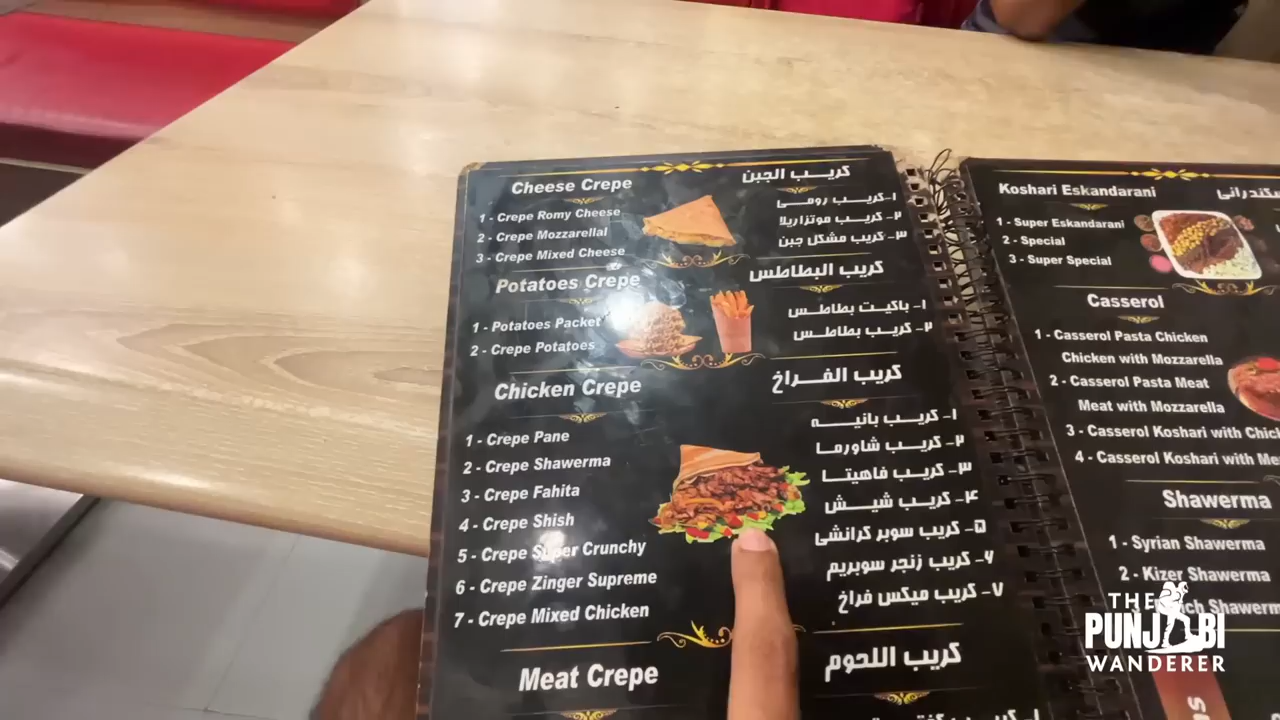 Cheese Crepe
كريب الجبن
1 - Crepe Romy Cheese
١- كريب رومى
2 - Crepe Mozzarellal
٢- كريب موتزاريلا
3 - Crepe Mixed Cheese
٣- كريب مشكل جبن
Potatoes Crepe
كريب البطاطس
1 - Potatoes Packet
١- باكيت بطاطس
2 - Crepe Potatoes
٢- كريب بطاطس
Chicken Crepe
كريب الفراخ
1 - Crepe Pane
١- كريب بانيه
2 - Crepe Shawerma
٢- كريب شاورما
3 - Crepe Fahita
٣- كريب فاهيتا
4 - Crepe Shish
۴- كريب شيش
5 - Crepe Super Crunchy
۵- كريب سوبر كرانشى
6 - Crepe Zinger Supreme
۶- كريب زنجر سوبريم
7 - Crepe Mixed Chicken
٧- كريب ميكس فراخ
Meat Crepe
كريب اللحوم
Koshari Eskandarani
1 - Super Eskandarani
2 - Special
3 - Super Special
Casserol
1 - Casserol Pasta Chicken
Chicken with Mozzarella
2 - Casserol Pasta Meat
Meat with Mozzarella
3 - Casserol Koshari with
4 - Casserol Koshari with
Shawerma
1 - Syrian Shawerma
2 - Kizer Shawerma
THE
PUNJABI
WANDERER